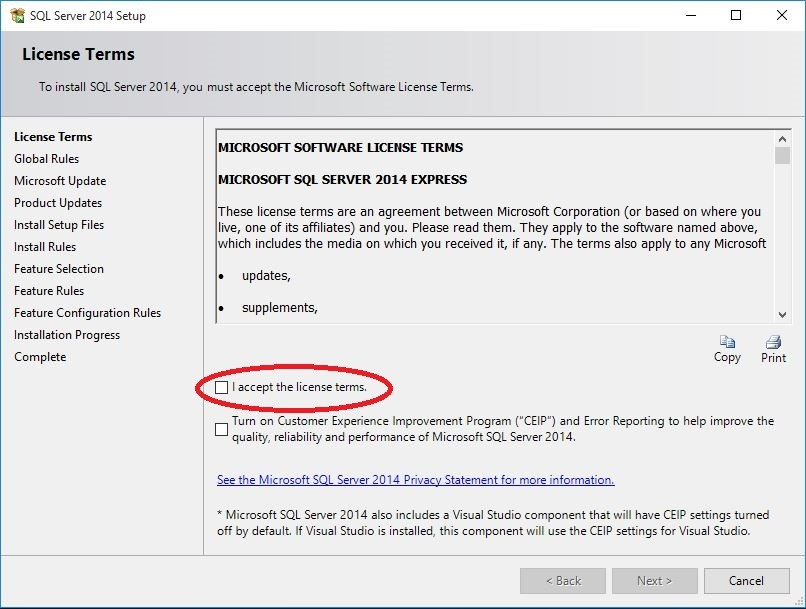 SQL Server 2014 Setup
License Terms
To install SQL Server 2014, you must accept the Microsoft Software License Terms.
License Terms
Global Rules
Microsoft Update
Product Updates
Install Setup Files
Install Rules
Feature Selection
Feature Rules
Feature Configuration Rules
Installation Progress
Complete
MICROSOFT SOFTWARE LICENSE TERMS
MICROSOFT SQL SERVER 2014 EXPRESS
These license terms are an agreement between Microsoft Corporation (or based on where you
live, one of its affiliates) and you. Please read them. They apply to the software named above,
which includes the media on which you received it, if any. The terms also apply to any Microsoft
• updates,
• supplements,
Copy
Print
I accept the license terms.
Turn on Customer Experience Improvement Program ("CEIP") and Error Reporting to help improve the
quality, reliability and performance of Microsoft SQL Server 2014.
See the Microsoft SQL Server 2014 Privacy Statement for more information.
* Microsoft SQL Server 2014 also includes a Visual Studio component that will have CEIP settings turned
off by default. If Visual Studio is installed, this component will use the CEIP settings for Visual Studio.
< Back
Next >
Cancel